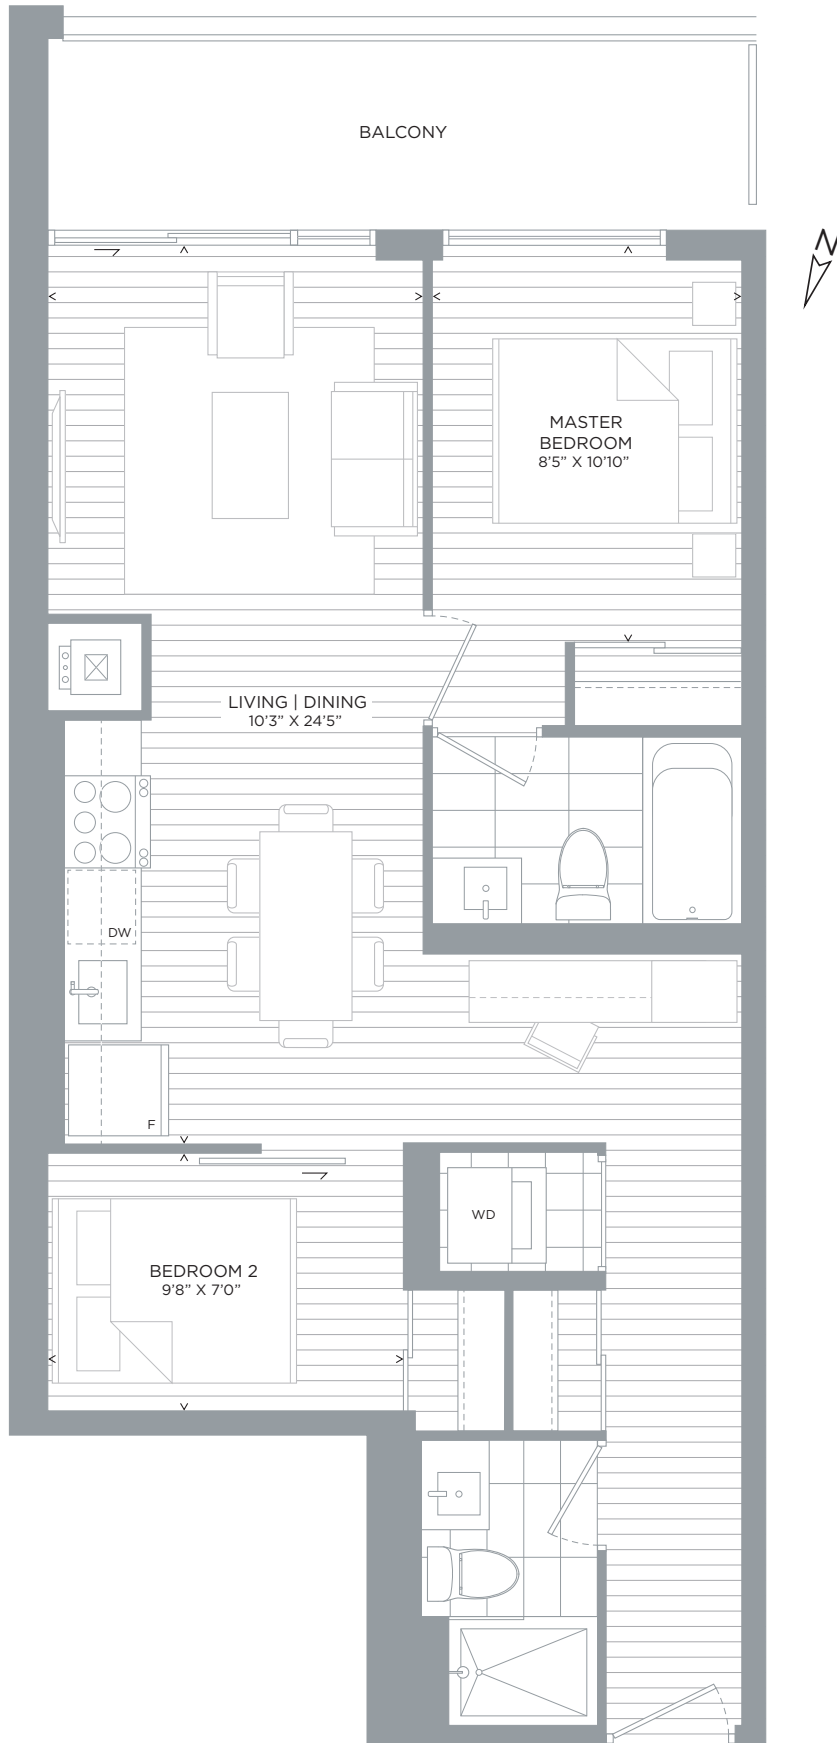 BALCONY
N
MASTER
BEDROOM
8’5” X 10’10”
LIVING | DINING
10’3” X 24’5”
DW
F
WD
BEDROOM 2
9’8” X 7’0”